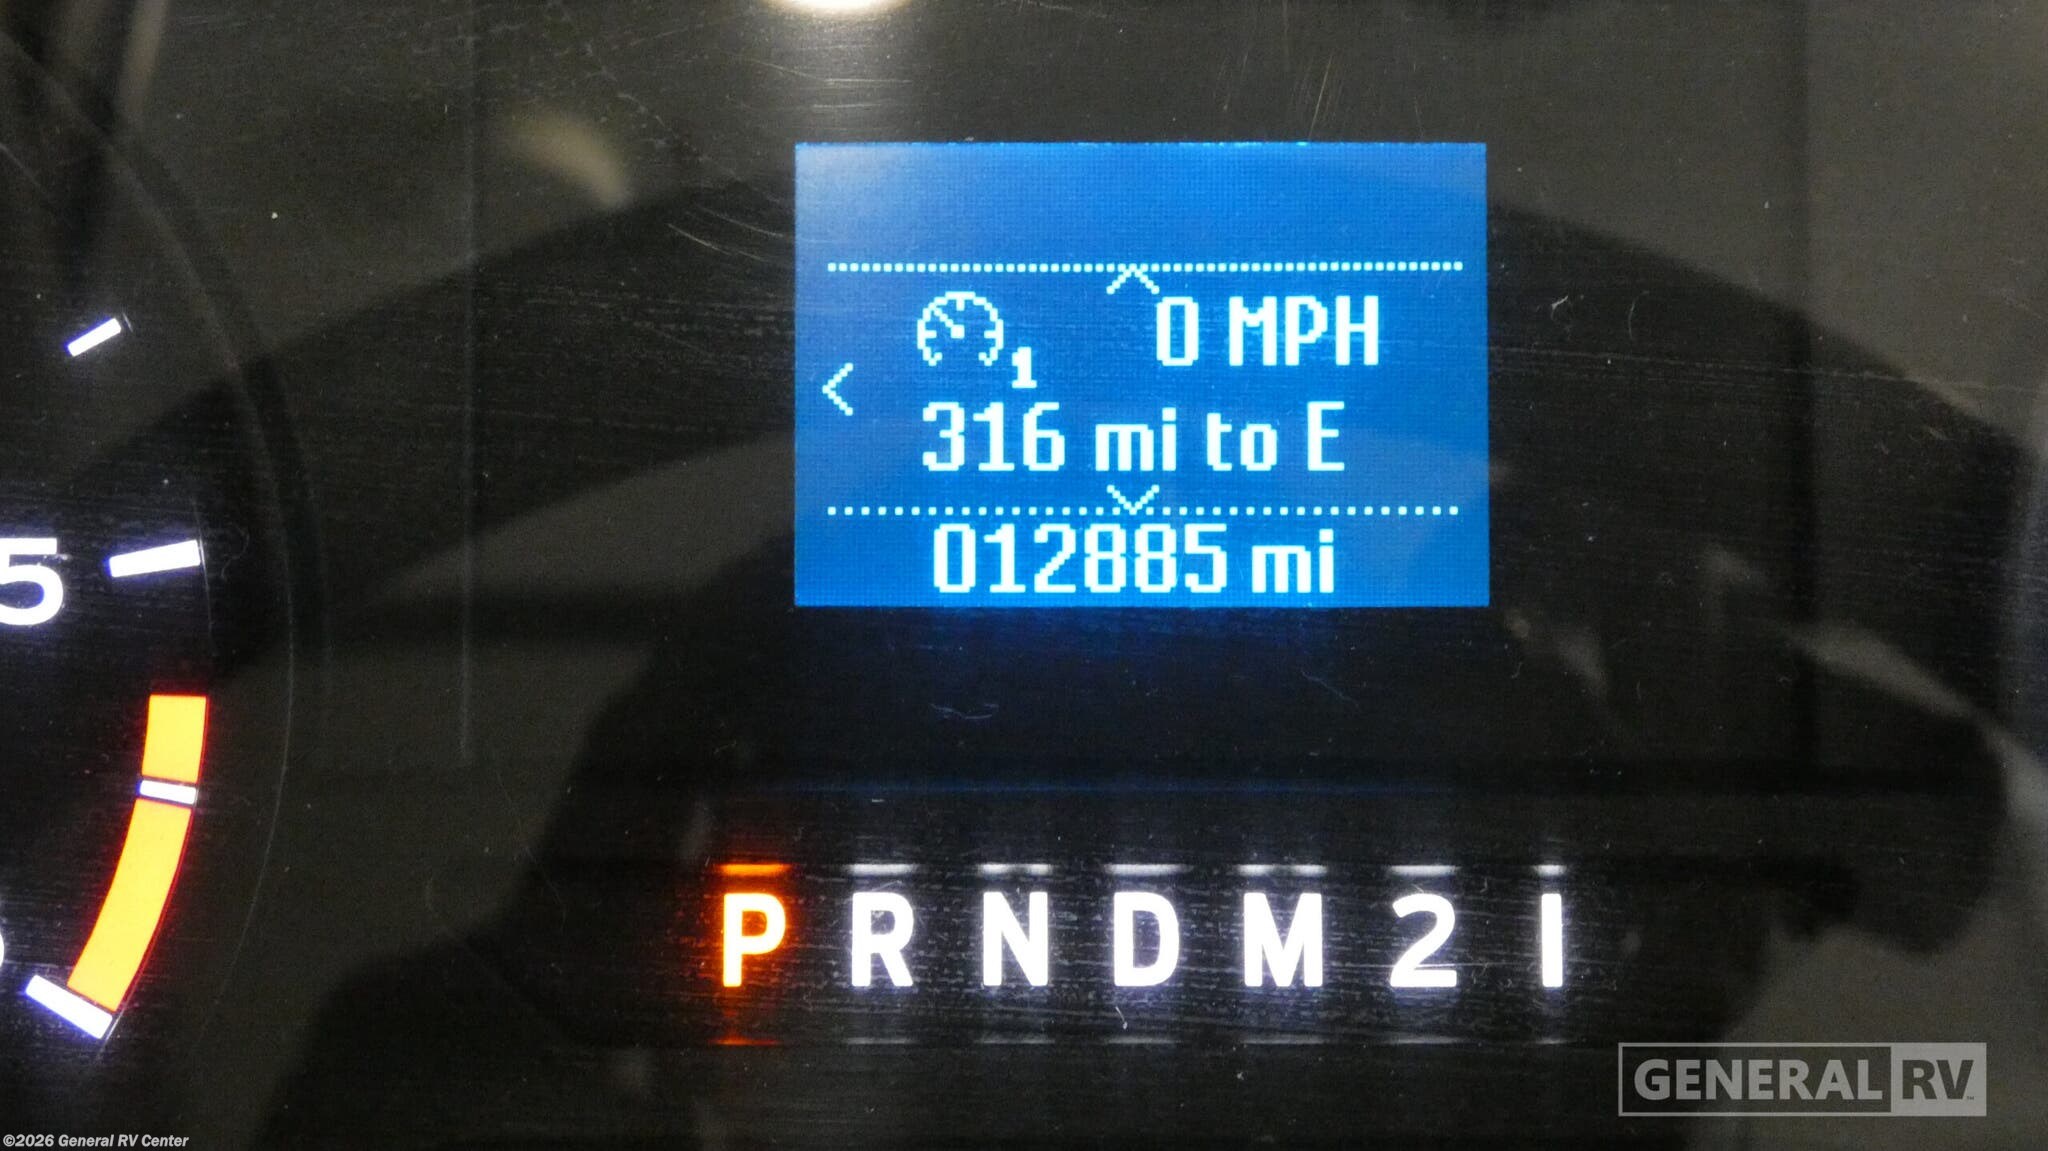 0 MPH
1
316 mi to E
012885 mi
5
P R N D M 2 1
GENERAL RV
©2026 General RV Center